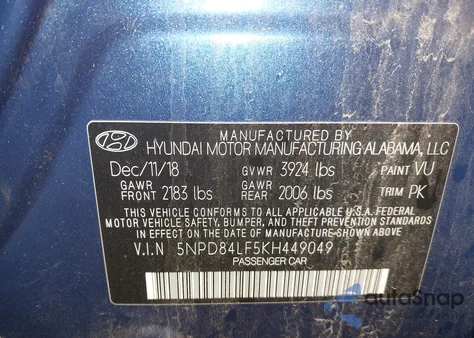 MANUFACTURED BY
HYUNDAI MOTOR MANUFACTURING ALABAMA, LLC
Dec/11/18 GVWR 3924 lbs PAINT VU
GAWR FRONT 2183 lbs GAWR REAR 2006 lbs TRIM PK
THIS VEHICLE CONFORMS TO ALL APPLICABLE U.S.A. FEDERAL
MOTOR VEHICLE SAFETY, BUMPER, AND THEFT PREVENTION
STANDARDS IN EFFECT ON THE DATE OF MANUFACTURE SHOWN ABOVE.
V.I.N 5NPD84LF5KH449049
PASSENGER CAR
autoSnap